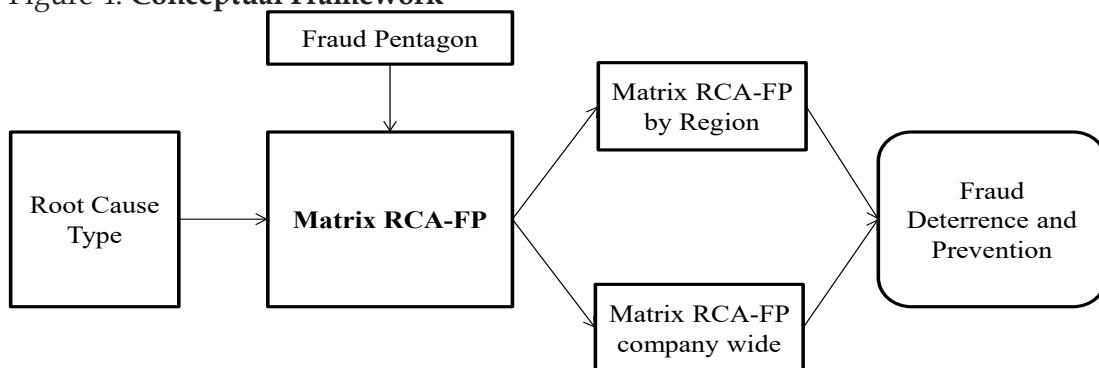 Figure 1. Conceptual Framework
Fraud Pentagon
Matrix RCA-FP
by Region
Root Cause
Type
Matrix RCA-FP
Fraud
Deterrence and
Prevention
Matrix RCA-FP
company wide